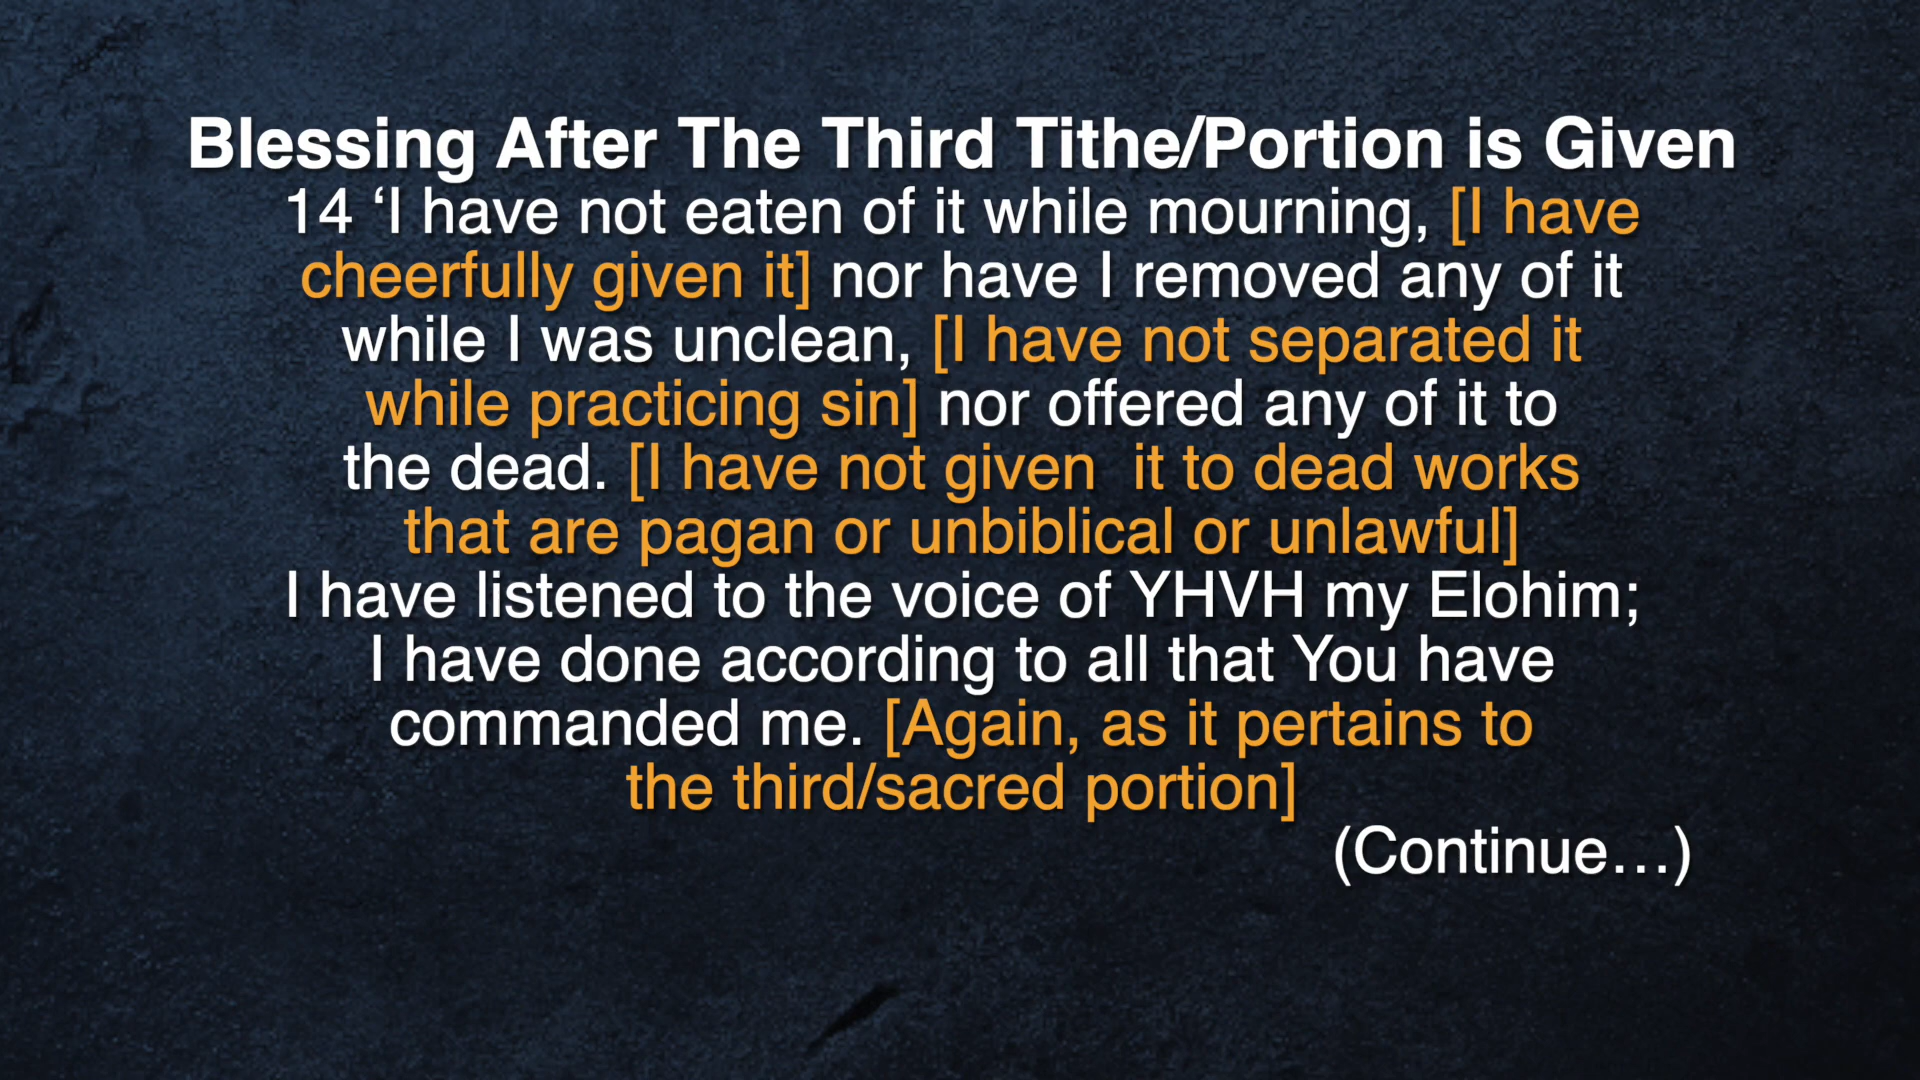 Blessing After The Third Tithe/Portion is Given
14 ‘I have not eaten of it while mourning, [I have
cheerfully given it] nor have I removed any of it
while I was unclean, [I have not separated it
while practicing sin] nor offered any of it to
the dead. [I have not given  it to dead works
that are pagan or unbiblical or unlawful]
I have listened to the voice of YHVH my Elohim;
I have done according to all that You have
commanded me. [Again, as it pertains to
the third/sacred portion]
(Continue…)